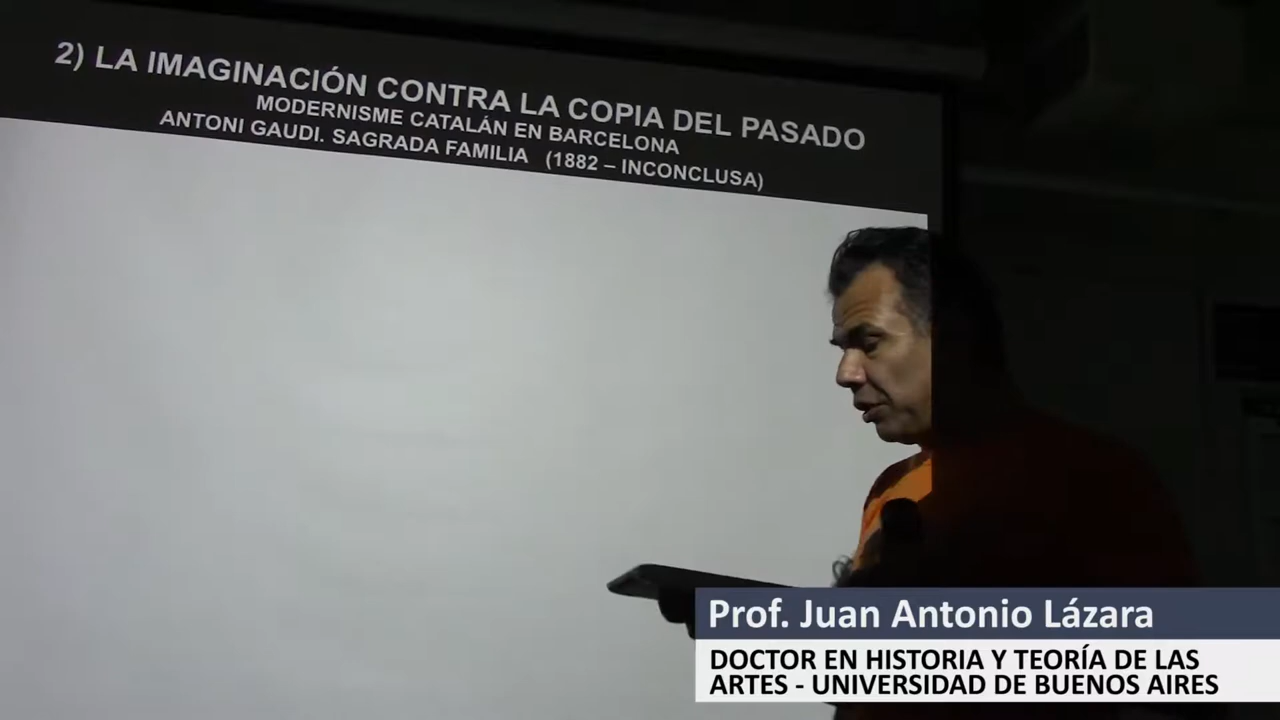 2) LA IMAGINACIÓN CONTRA LA COPIA DEL PASADO
MODERNISME CATALÁN EN BARCELONA
ANTONI GAUDI. SAGRADA FAMILIA (1882 – INCONCLUSA)
Prof. Juan Antonio Lázara
DOCTOR EN HISTORIA Y TEORÍA DE LAS
ARTES - UNIVERSIDAD DE BUENOS AIRES